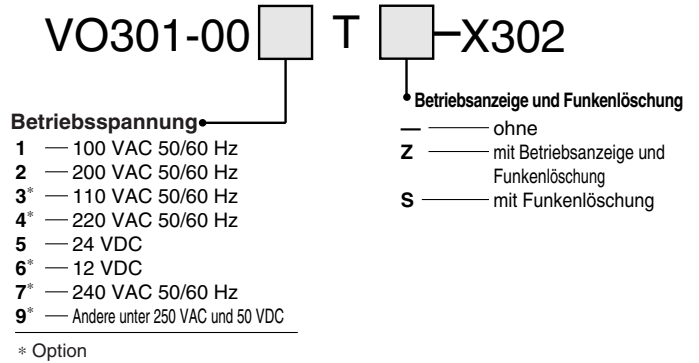 VO301-00 T -X302
Betriebsspannung
1 — 100 VAC 50/60 Hz
2 — 200 VAC 50/60 Hz
3* — 110 VAC 50/60 Hz
4* — 220 VAC 50/60 Hz
5 — 24 VDC
6* — 12 VDC
7* — 240 VAC 50/60 Hz
9* — Andere unter 250 VAC und 50 VDC
* Option
Betriebsanzeige und Funkenlöschung
— — ohne
Z — mit Betriebsanzeige und
Funkenlöschung
S — mit Funkenlöschung